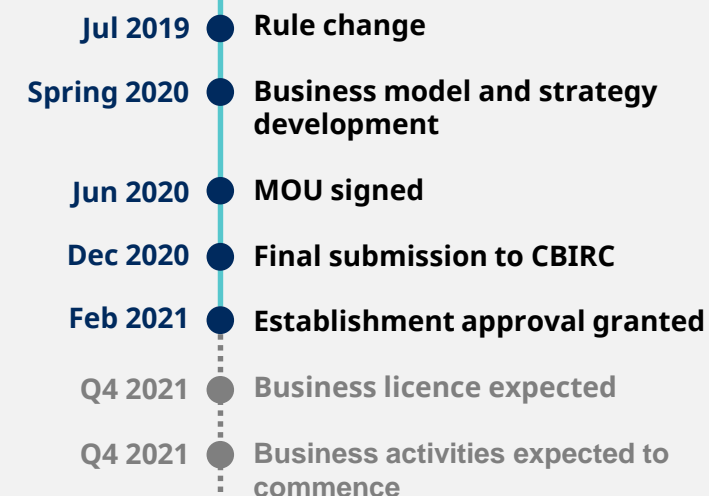 Jul 2019 Rule change
Spring 2020 Business model and strategy
development
Jun 2020 MOU signed
Dec 2020 Final submission to CBIRC
Feb 2021 Establishment approval granted
Q4 2021 Business licence expected
Q4 2021 Business activities expected to
commence